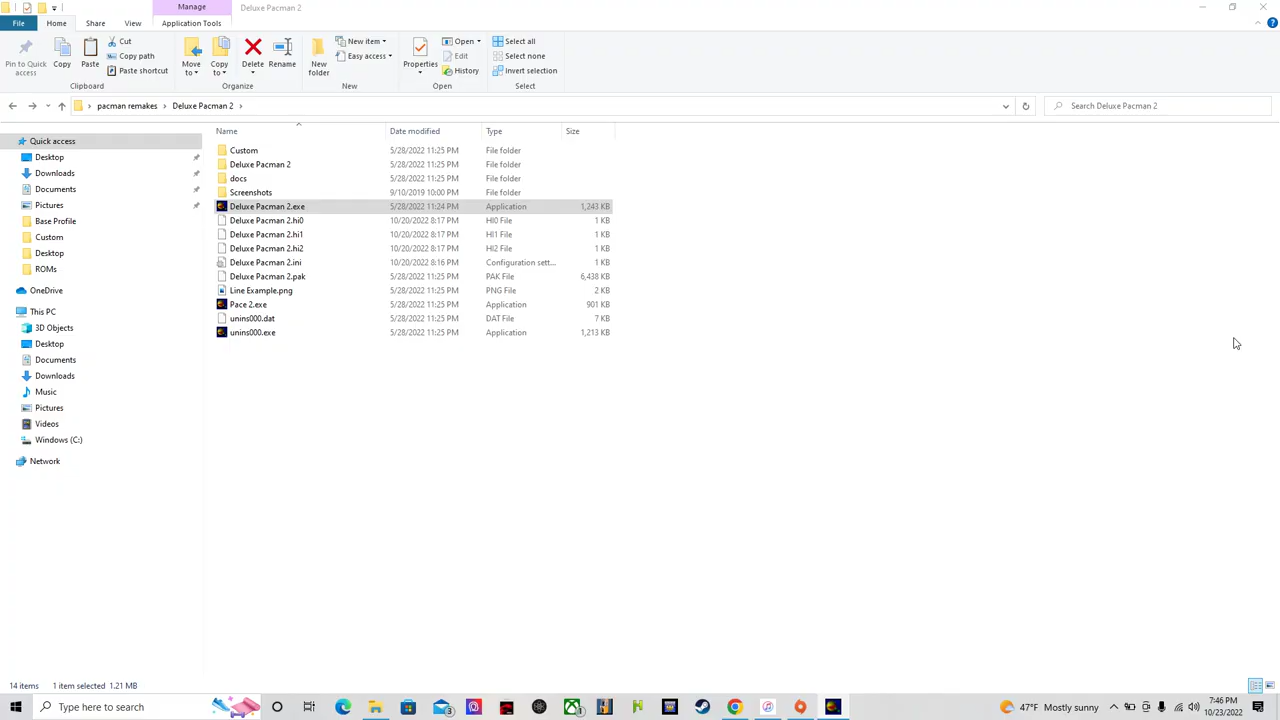 Manage
Deluxe Pacman 2
File
Home
Share
View
Application Tools
Pin to Quick access
Copy
Paste
Cut
Copy path
Paste shortcut
Clipboard
Move to
Copy to
Delete
Rename
Organize
New folder
New item
Easy access
New
Properties
Open
Edit
History
Open
Select all
Select none
Invert selection
Select
pacman remakes > Deluxe Pacman 2 >
Search Deluxe Pacman 2
Name Date modified Type Size
Custom 5/28/2022 11:25 PM File folder
Deluxe Pacman 2 5/28/2022 11:25 PM File folder
docs 5/28/2022 11:25 PM File folder
Screenshots 9/10/2019 10:00 PM File folder
Deluxe Pacman 2.exe 5/28/2022 11:24 PM Application 1,243 KB
Deluxe Pacman 2.hi0 10/20/2022 8:17 PM HI0 File 1 KB
Deluxe Pacman 2.hi1 10/20/2022 8:17 PM HI1 File 1 KB
Deluxe Pacman 2.hi2 10/20/2022 8:17 PM HI2 File 1 KB
Deluxe Pacman 2.ini 10/20/2022 8:16 PM Configuration sett... 1 KB
Deluxe Pacman 2.pak 5/28/2022 11:25 PM PAK File 6,438 KB
Line Example.png 5/28/2022 11:25 PM PNG File 2 KB
Pace 2.exe 5/28/2022 11:25 PM Application 901 KB
unins000.dat 5/28/2022 11:25 PM DAT File 7 KB
unins000.exe 5/28/2022 11:25 PM Application 1,213 KB
Quick access
Desktop
Downloads
Documents
Pictures
Base Profile
Custom
Desktop
ROMs
OneDrive
This PC
3D Objects
Desktop
Documents
Downloads
Music
Pictures
Videos
Windows (C:)
Network
14 items 1 item selected 1.21 MB
Type here to search
3
1
47°F Mostly sunny
7:46 PM
10/23/2022